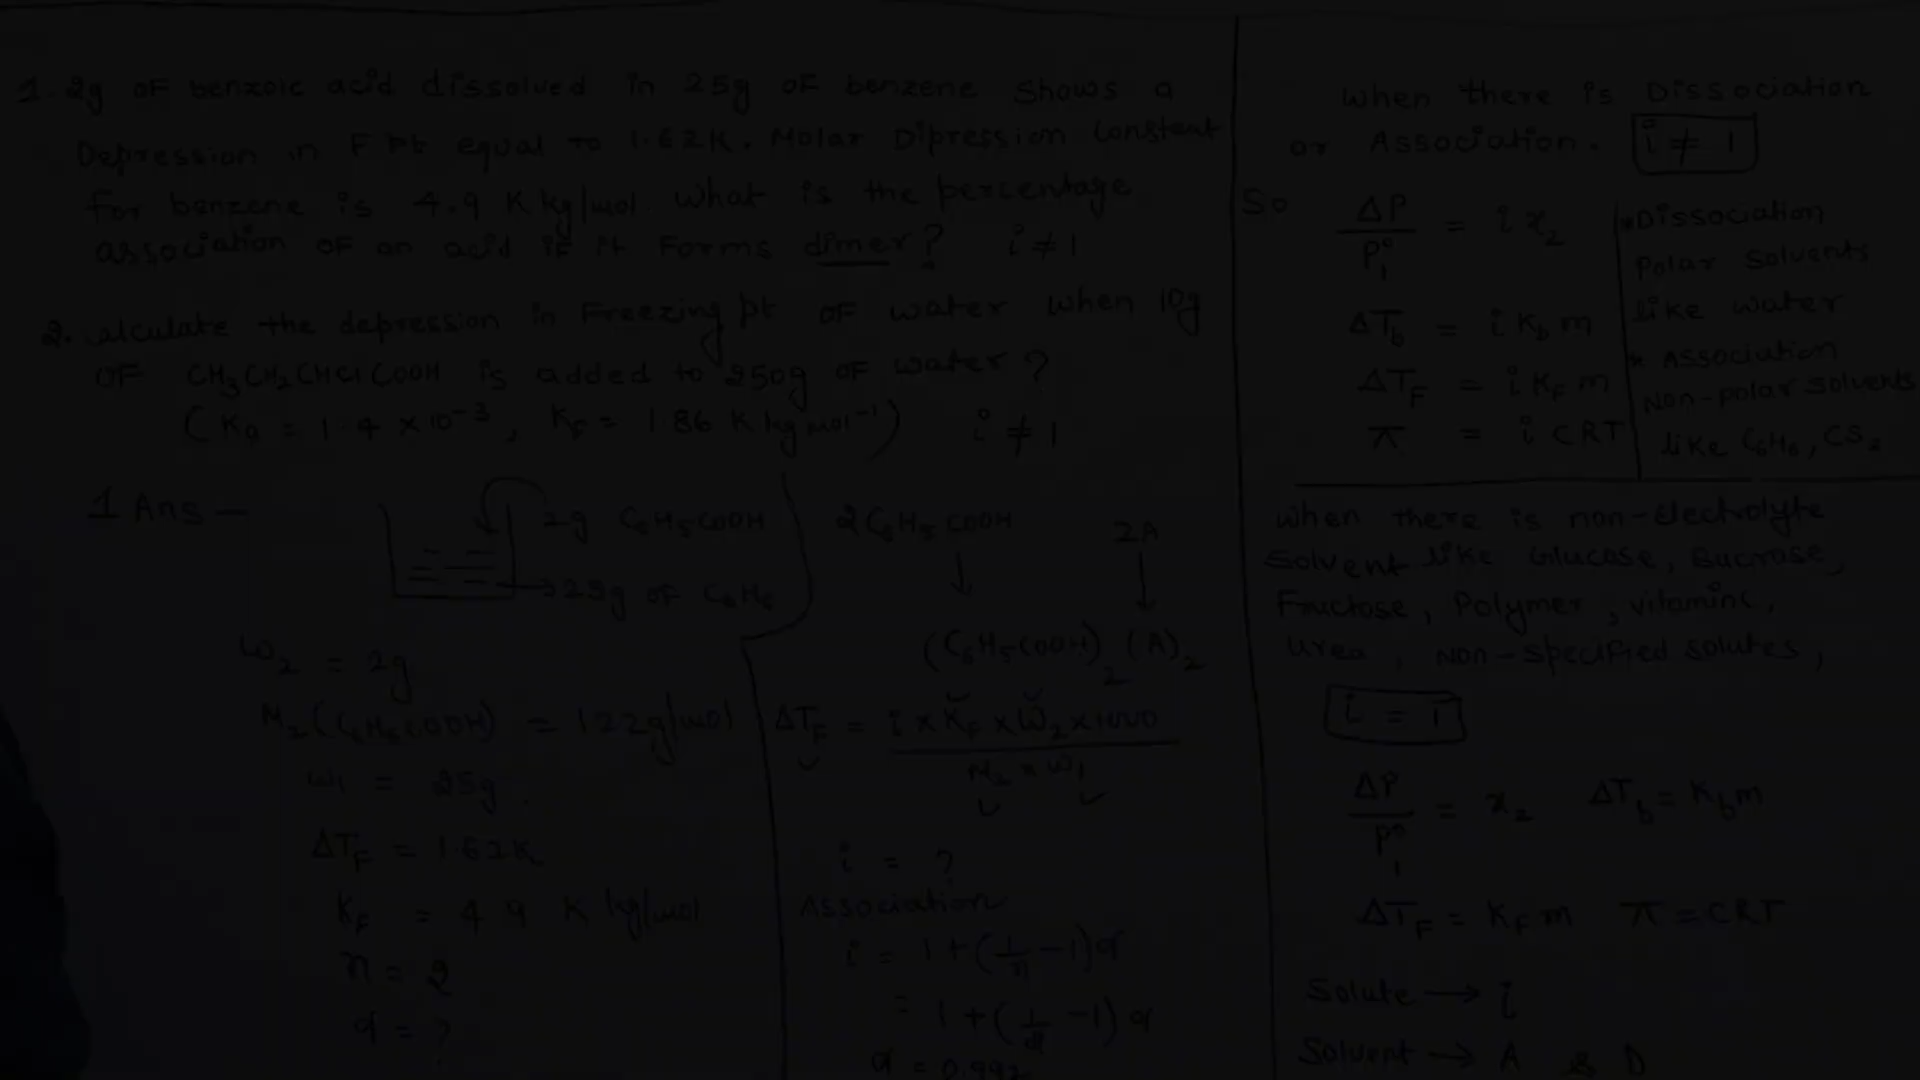 1. 2g OF benzoic acid dissolved in 25g OF benzene shows a
Depression in F Pt equal to 1.62K. Molar Dipression constant
for benzene is 4.9 K kg/mol. what is the percentage
association OF an acid if it Forms dimer? i ≠ 1
2. calculate the depression in Freezing pt OF water when 10g
OF CH₃CH₂CHClCOOH is added to 250g OF water?
(Ka = 1.4 × 10⁻³, KF = 1.86 K kg mol⁻¹) i ≠ 1
1 Ans —
2g C₆H₅COOH
25g OF C₆H₆
w₂ = 2g
M₂(C₆H₅COOH) = 122g/mol
w₁ = 25g
ΔTF = 1.62K
KF = 4.9 K kg/mol
n = 2
α = ?
2C₆H₅COOH 2A
↓ ↓
(C₆H₅COOH)₂ (A)₂
ΔTF = i × KF × W₂ × 1000
M₂ × W₁
i = ?
Association
i = 1 + (1/n − 1)α
= 1 + (1/2 − 1)α
α = 0.992
When there is Dissociation
or Association. i ≠ 1
So
ΔP/P₁° = i x₂
ΔTb = i Kb m
ΔTF = i KF m
π = i CRT
* Dissociation
polar solvents
like water
* Association
Non-polar solvents
like C₆H₆, CS₂
When there is non-electrolyte
solvent like Glucose, Sucrose,
Fructose, Polymer, vitaminc,
Urea, Non-specified solutes,
i = 1
ΔP/P₁° = x₂ ΔTb = Kb m
ΔTF = KF m π = CRT
Solute → i
Solvent → A & D